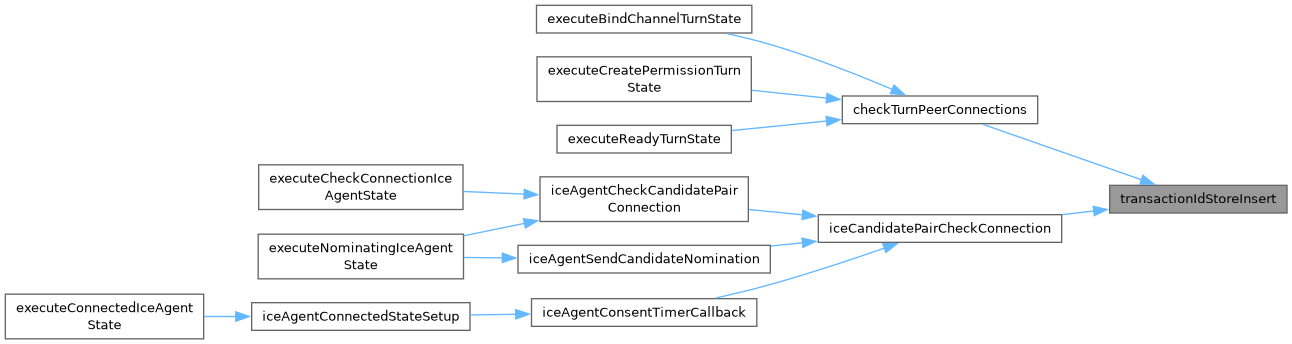 executeBindChannelTurnState
executeCreatePermissionTurn
State
checkTurnPeerConnections
executeReadyTurnState
executeCheckConnectionIce
AgentState
iceAgentCheckCandidatePair
Connection
transactionIdStoreInsert
iceCandidatePairCheckConnection
executeNominatingIceAgent
State
iceAgentSendCandidateNomination
executeConnectedIceAgent
State
iceAgentConnectedStateSetup
iceAgentConsentTimerCallback